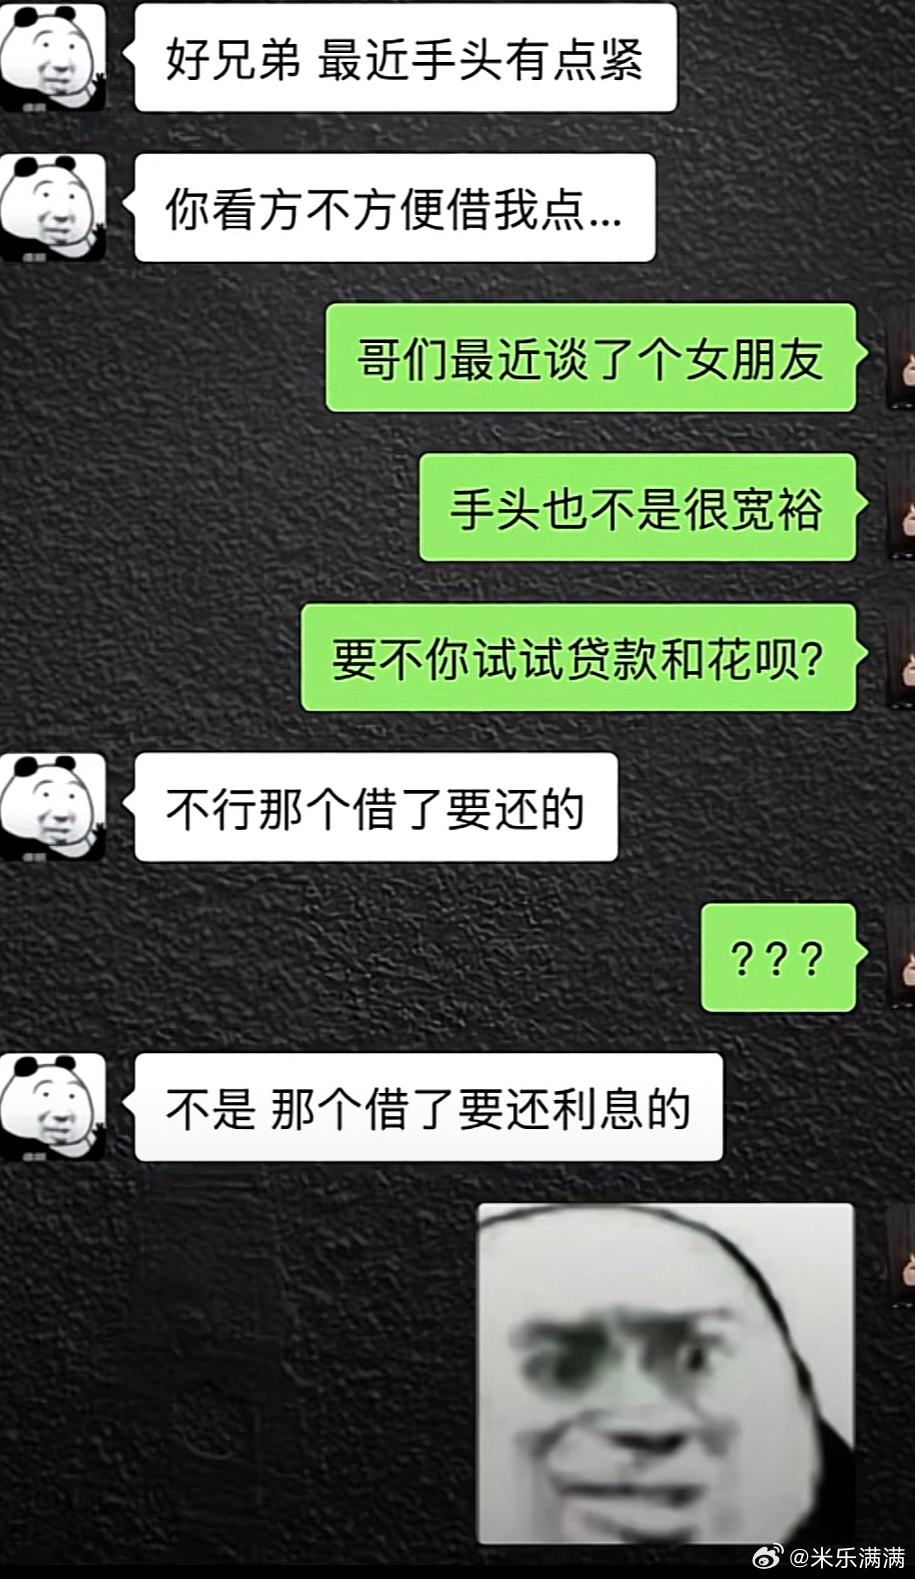 好兄弟 最近手头有点紧
你看方不方便借我点...
哥们最近谈了个女朋友
手头也不是很宽裕
要不你试试贷款和花呗?
不行那个借了要还的
???
不是 那个借了要还利息的
@米乐满满